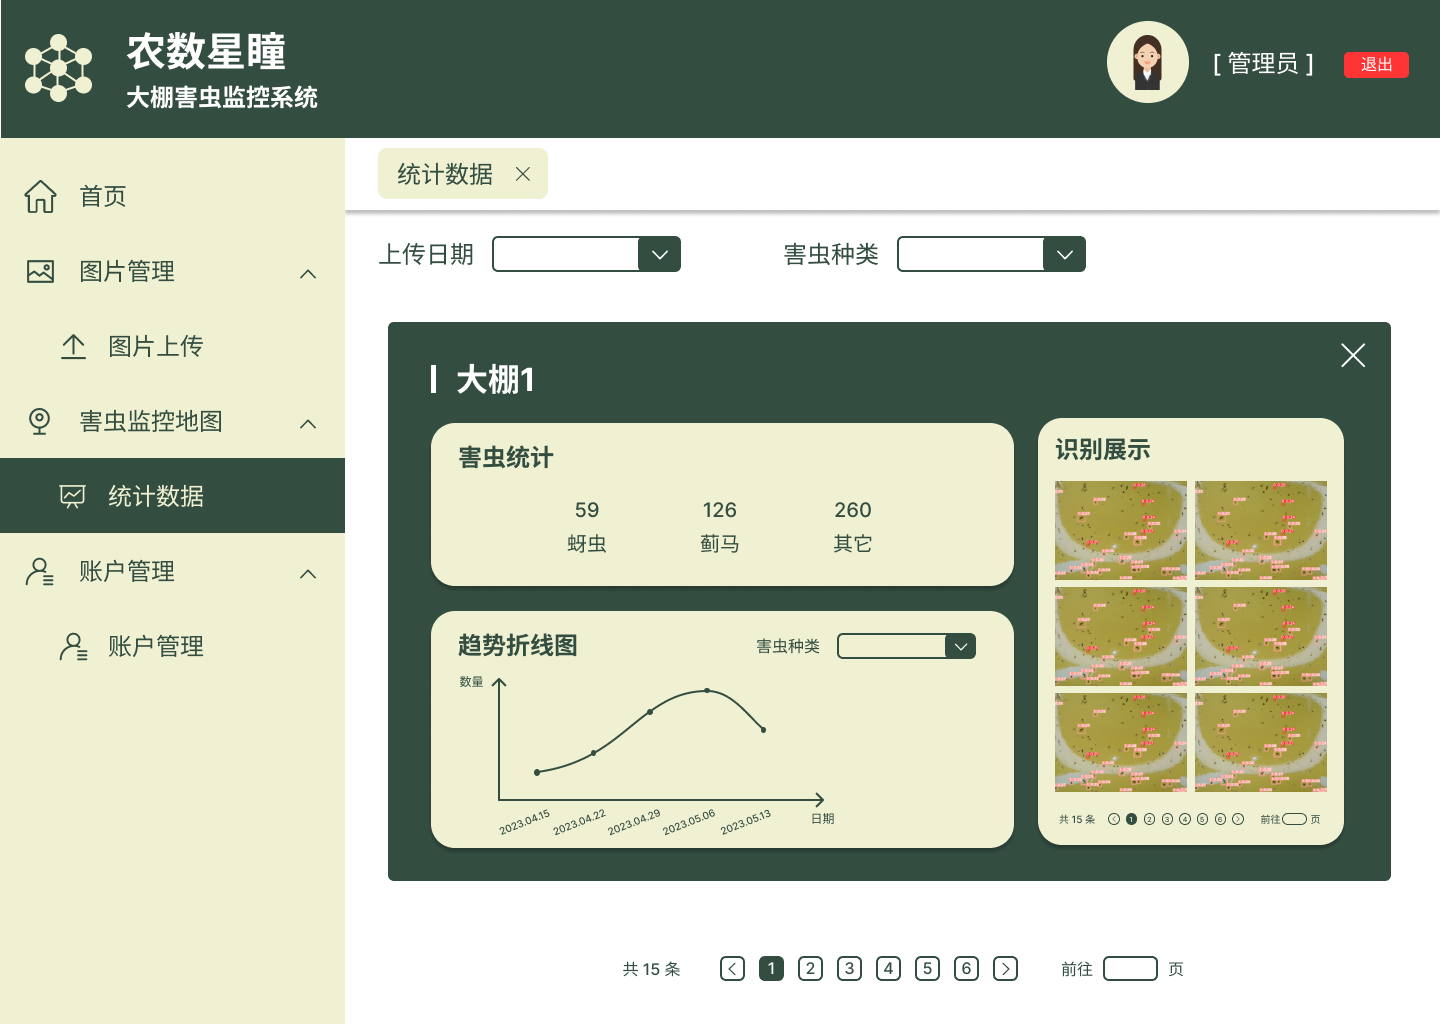 农数星瞳
大棚害虫监控系统
[ 管理员 ]
退出
首页
图片管理
图片上传
害虫监控地图
统计数据
账户管理
账户管理
统计数据
上传日期
害虫种类
大棚1
害虫统计
59
126
260
蚜虫
蓟马
其它
趋势折线图
害虫种类
数量
2023.04.15
2023.04.22
2023.04.29
2023.05.06
2023.05.13
日期
识别展示
共 15 条
1 2 3 4 5 6
前往
页
共 15 条
1 2 3 4 5 6
前往
页